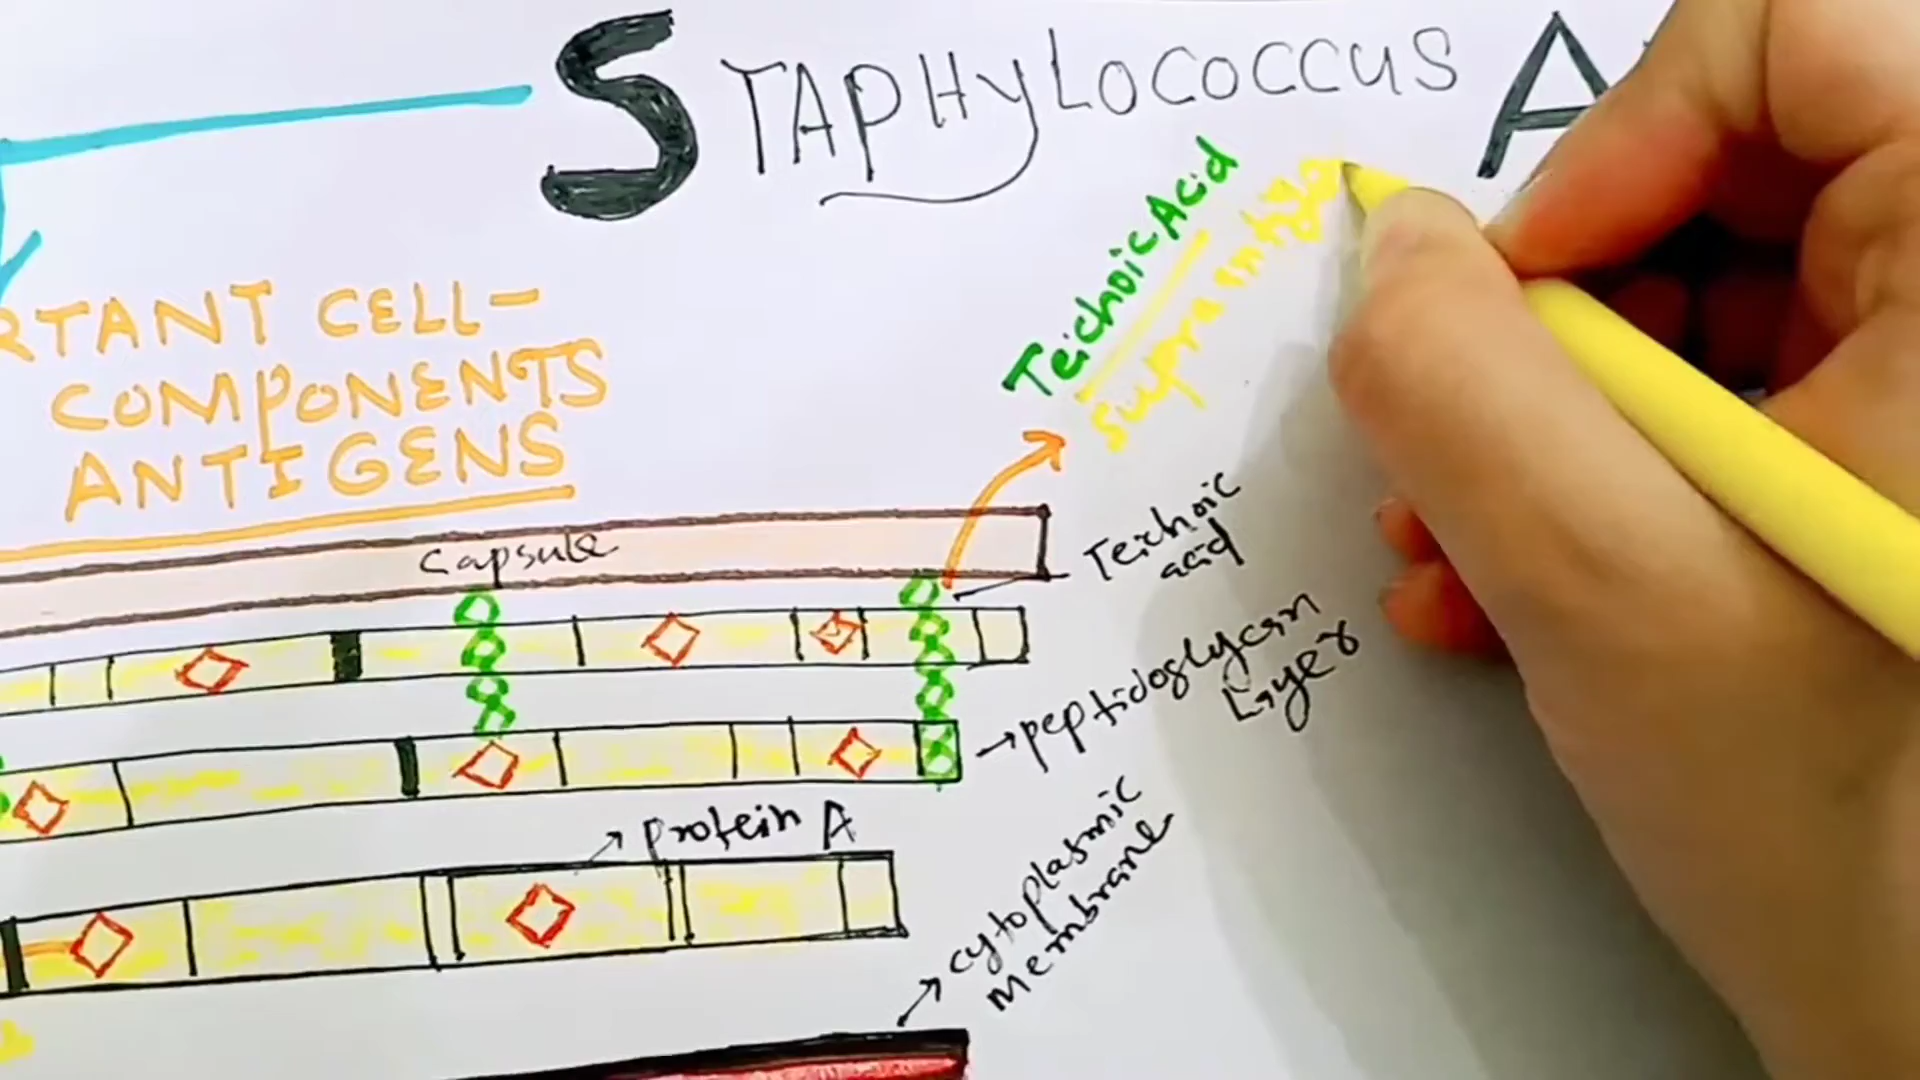 STAPHYLOCOCCUS A
Teichoic Acid
RTANT CELL-
COMPONENTS
ANTIGENS
Capsule
Teichoic
acid
peptidoglycan
Layer
protein A
cytoplasmic
Membrane